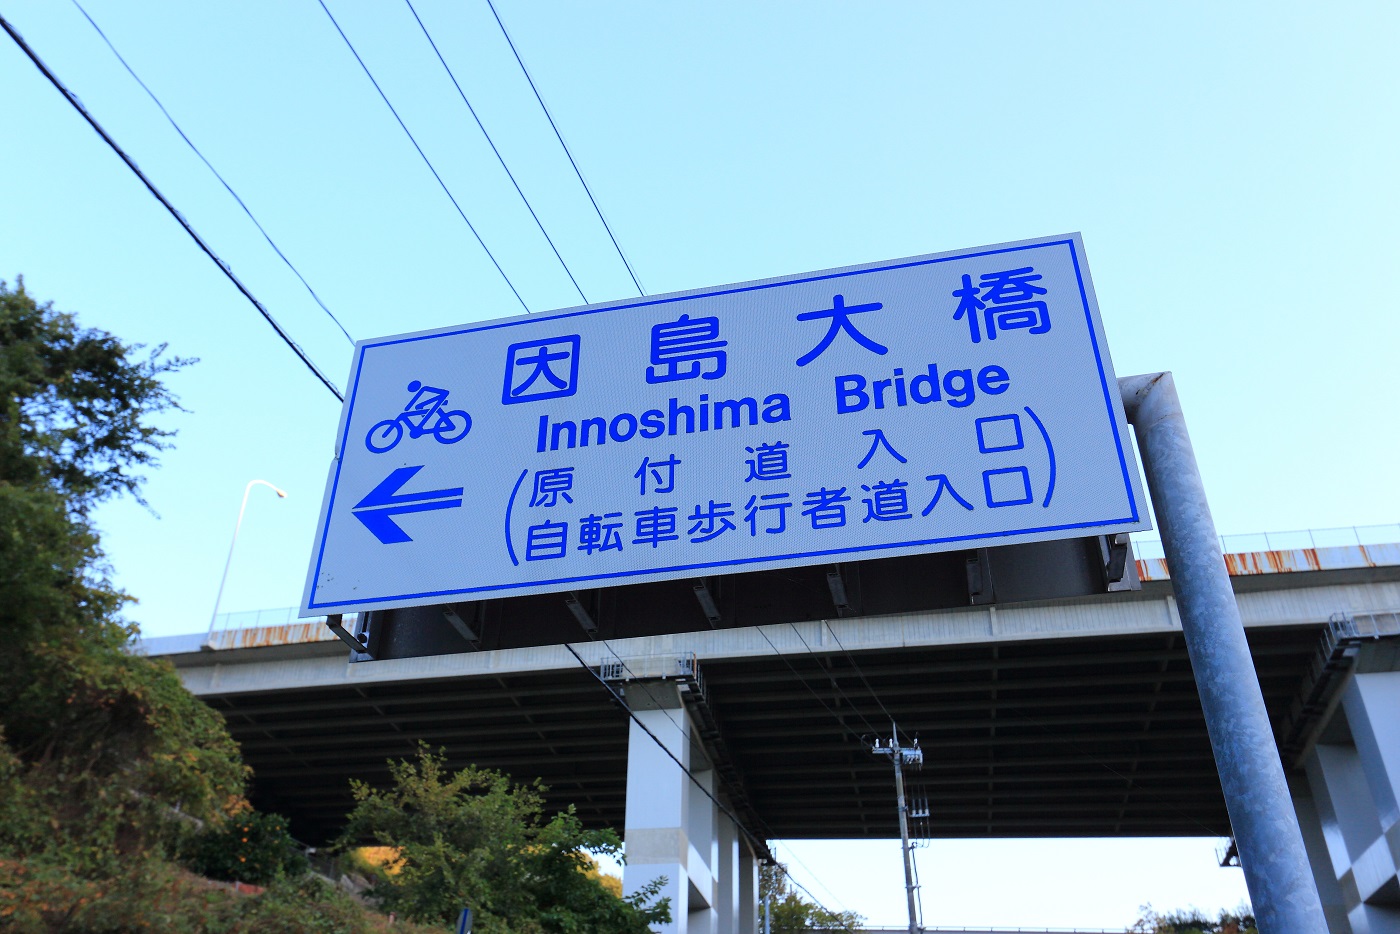 因島大橋
Innoshima Bridge
(原付道入口
自転車歩行者道入口)